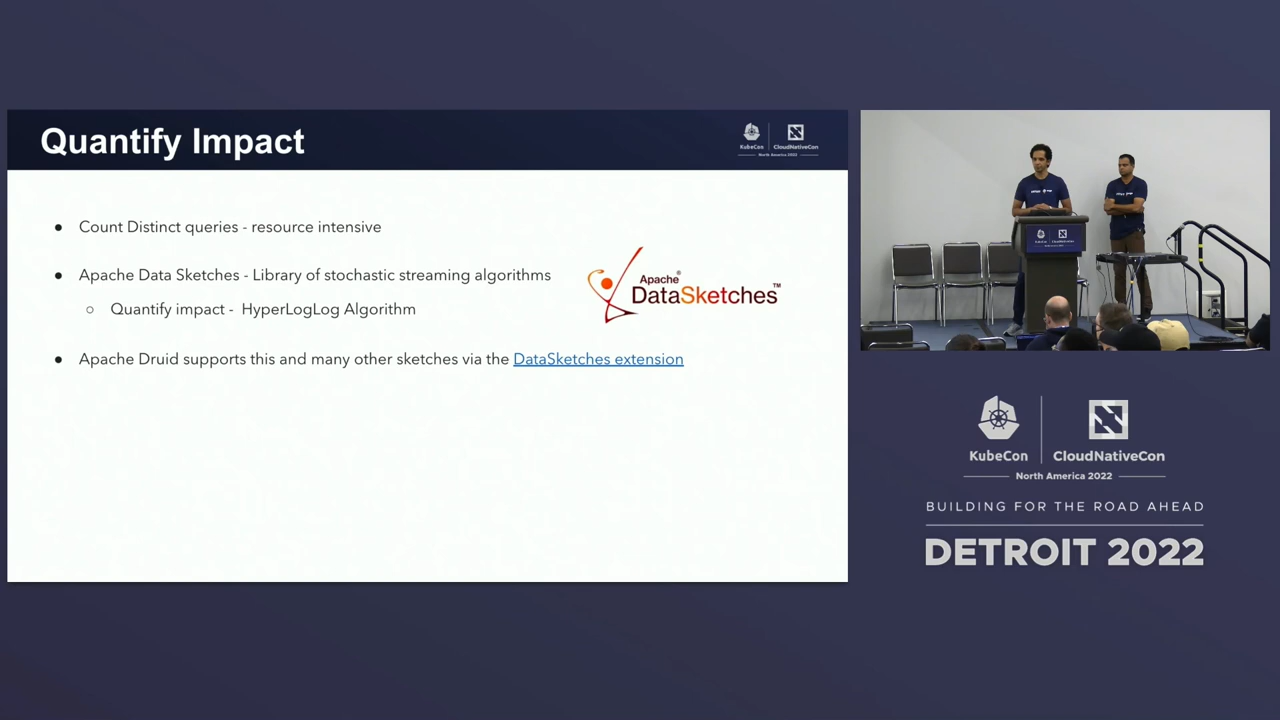 Quantify Impact
KubeCon
CloudNativeCon
North America 2022
● Count Distinct queries - resource intensive
● Apache Data Sketches - Library of stochastic streaming algorithms
○ Quantify impact - HyperLogLog Algorithm
Apache®
DataSketches™
● Apache Druid supports this and many other sketches via the DataSketches extension
KubeCon
CloudNativeCon
North America 2022
BUILDING FOR THE ROAD AHEAD
DETROIT 2022